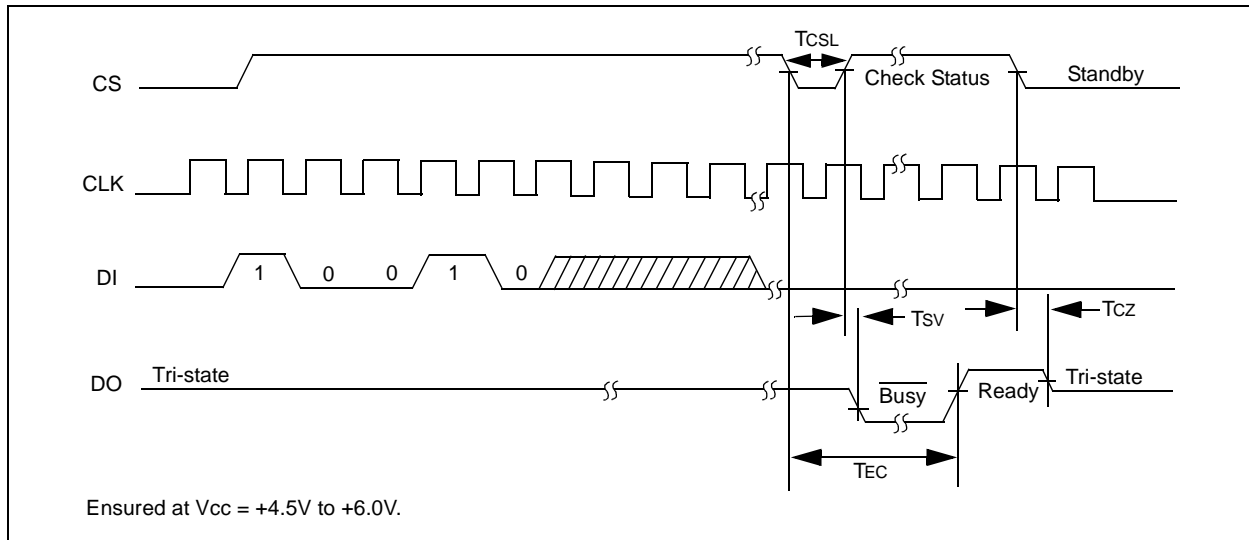 TCSL
CS
Check Status
Standby
CLK
DI
1 0 0 1 0
TSV
TCZ
DO
Tri-state
Busy
Ready
Tri-state
TEC
Ensured at Vcc = +4.5V to +6.0V.